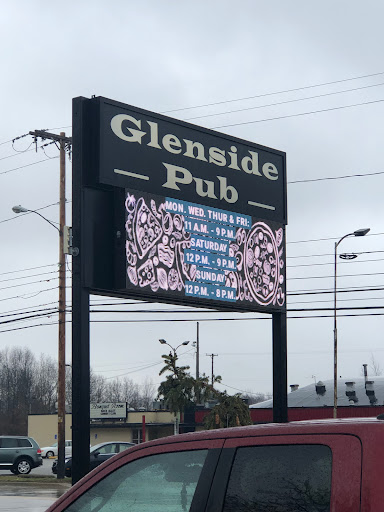 Glenside
Pub
MON. WED. THUR & FRI:
11 A.M. - 9 P.M.
SATURDAY
12 P.M. - 9 P.M.
SUNDAY
12 P.M. - 8 P.M.